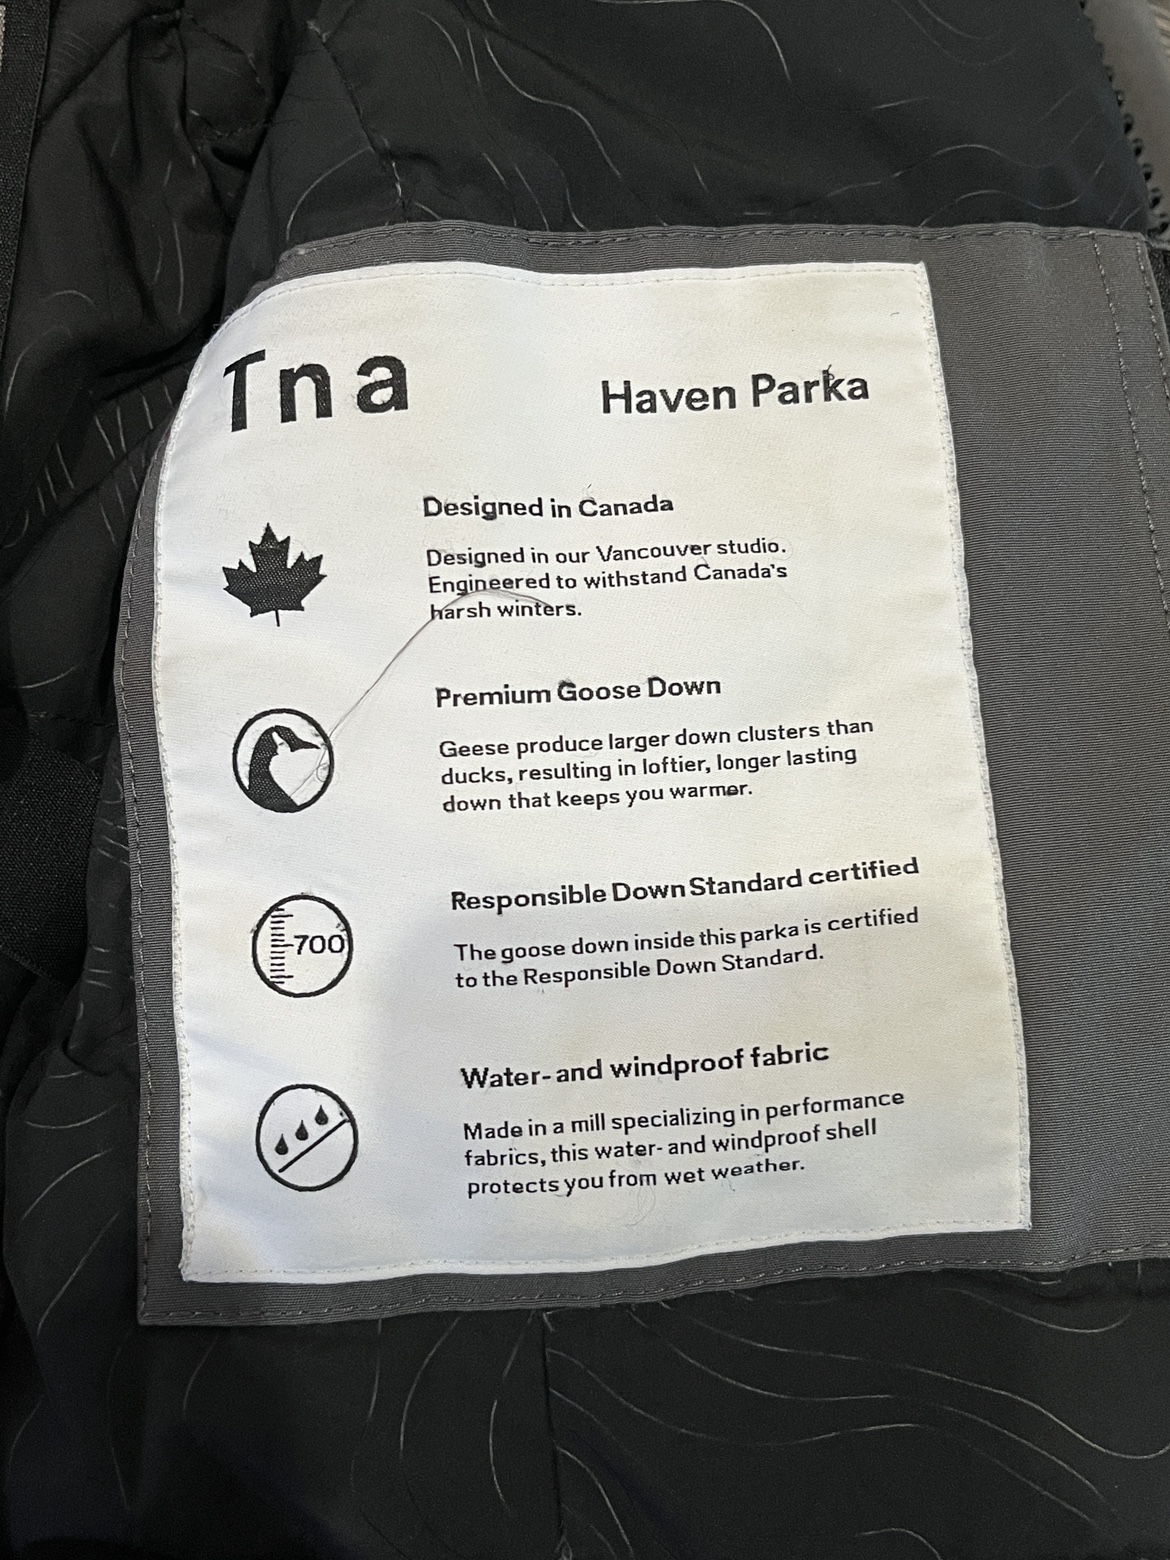 Tna
Haven Parka
Designed in Canada
Designed in our Vancouver studio.
Engineered to withstand Canada's
harsh winters.
Premium Goose Down
Geese produce larger down clusters than
ducks, resulting in loftier, longer lasting
down that keeps you warmer.
700
Responsible Down Standard certified
The goose down inside this parka is certified
to the Responsible Down Standard.
Water- and windproof fabric
Made in a mill specializing in performance
fabrics, this water- and windproof shell
protects you from wet weather.